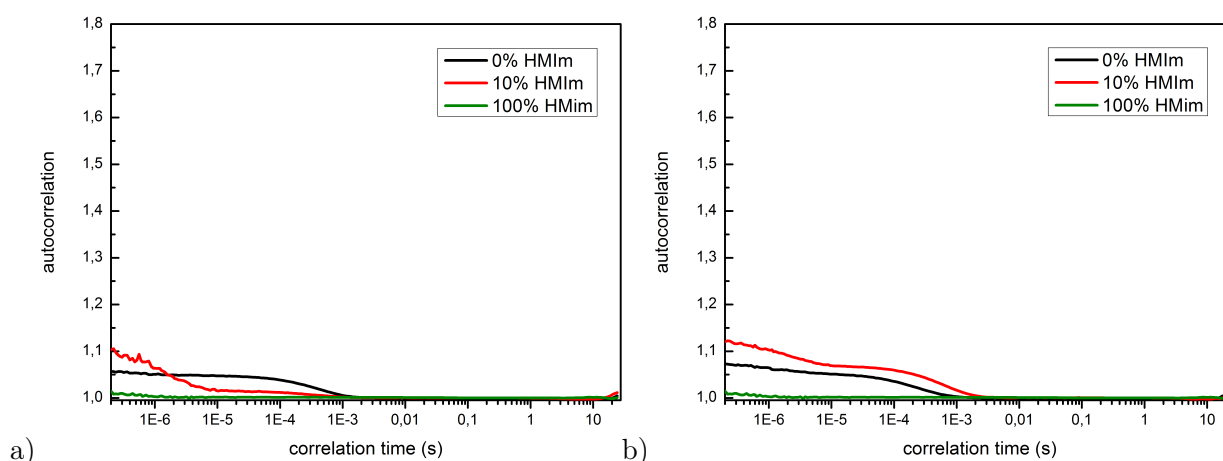 1,8
1,7
1,6
1,5
1,4
1,3
1,2
1,1
1,0
autocorrelation
0% HMIm
10% HMIm
100% HMim
1E-6 1E-5 1E-4 1E-3 0,01 0,1 1 10
correlation time (s)
a)
1,8
1,7
1,6
1,5
1,4
1,3
1,2
1,1
1,0
autocorrelation
0% HMIm
10% HMIm
100% HMim
1E-6 1E-5 1E-4 1E-3 0,01 0,1 1 10
correlation time (s)
b)